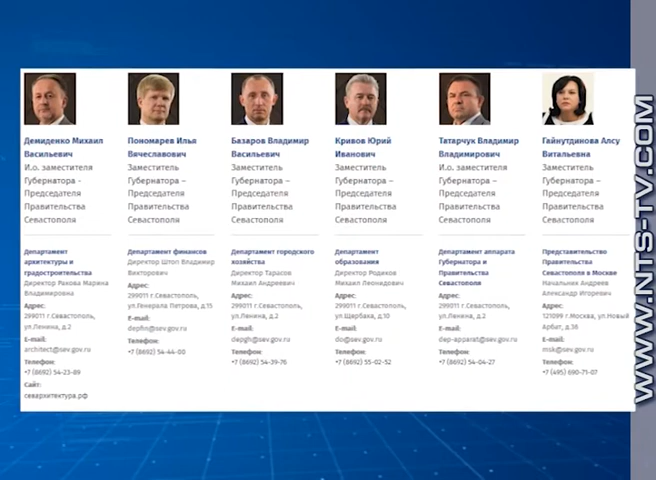 Демиденко Михаил
Васильевич
И.о. заместителя
Губернатора -
Председателя
Правительства
Севастополя
Департамент
архитектуры и
градостроительства
Директор Рахова Марина
Владимировна
Адрес:
299011 г.Севастополь,
ул.Ленина, д.2
E-mail:
architect@sev.gov.ru
Телефон:
+7 (8692) 54-23-89
Сайт:
севархитектура.рф
Пономарев Илья
Вячеславович
Заместитель
Губернатора –
Председателя
Правительства
Севастополя
Департамент финансов
Директор Штоп Владимир
Викторович
Адрес:
299011 г.Севастополь,
ул.Генерала Петрова, д.15
E-mail:
depfin@sev.gov.ru
Телефон:
+7 (8692) 54-44-00
Базаров Владимир
Васильевич
Заместитель
Губернатора –
Председателя
Правительства
Севастополя
Департамент городского
хозяйства
Директор Тарасов
Михаил Андреевич
Адрес:
299011 г.Севастополь,
ул.Ленина, д.2
E-mail:
depgh@sev.gov.ru
Телефон:
+7 (8692) 54-39-76
Кривов Юрий
Иванович
Заместитель
Губернатора –
Председателя
Правительства
Севастополя
Департамент
образования
Директор Родиков
Михаил Леонидович
Адрес:
299011 г.Севастополь,
ул.Щербака, д.10
E-mail:
do@sev.gov.ru
Телефон:
+7 (8692) 55-02-52
Татарчук Владимир
Владимирович
И.о. заместителя
Губернатора –
Председателя
Правительства
Севастополя
Департамент аппарата
Губернатора и
Правительства
Севастополя
Адрес:
299011 г.Севастополь,
ул.Ленина, д.2
E-mail:
dep-apparat@sev.gov.ru
Телефон:
+7 (8692) 54-04-27
Гайнутдинова Алсу
Витальевна
Заместитель
Губернатора –
Председателя
Правительства
Севастополя
Представительство
Правительства
Севастополя в Москве
Начальник Андреев
Александр Игоревич
Адрес:
121099 г.Москва, ул.Новый
Арбат, д.36
E-mail:
msk@sev.gov.ru
Телефон:
+7 (495) 690-71-07
WWW.NTS-TV.COM